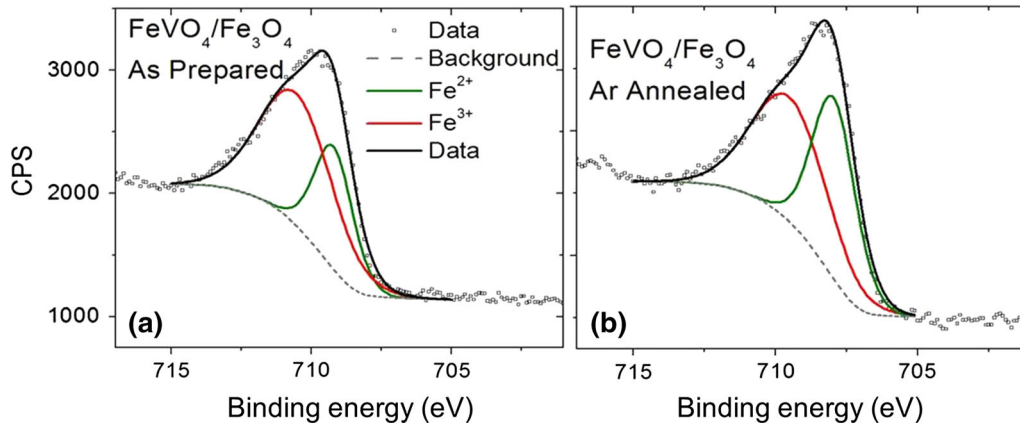 FeVO₄/Fe₃O₄
As Prepared
Data
Background
Fe²⁺
Fe³⁺
Data
CPS
3000
2000
1000
(a)
715
710
705
Binding energy (eV)
FeVO₄/Fe₃O₄
Ar Annealed
(b)
715
710
705
Binding energy (eV)